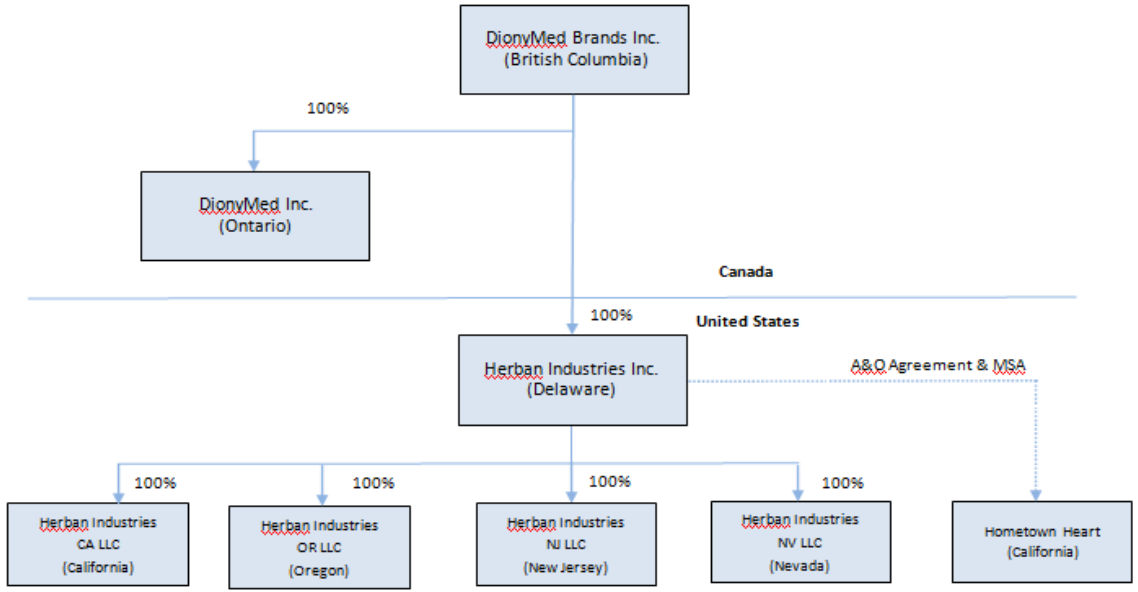 DionyMed Brands Inc.
(British Columbia)
100%
DionyMed Inc.
(Ontario)
Canada
100%
United States
Herban Industries Inc.
(Delaware)
A&O Agreement & MSA
100%
100%
100%
100%
Herban Industries
CA LLC
(California)
Herban Industries
OR LLC
(Oregon)
Herban Industries
NJ LLC
(New Jersey)
Herban Industries
NV LLC
(Nevada)
Hometown Heart
(California)